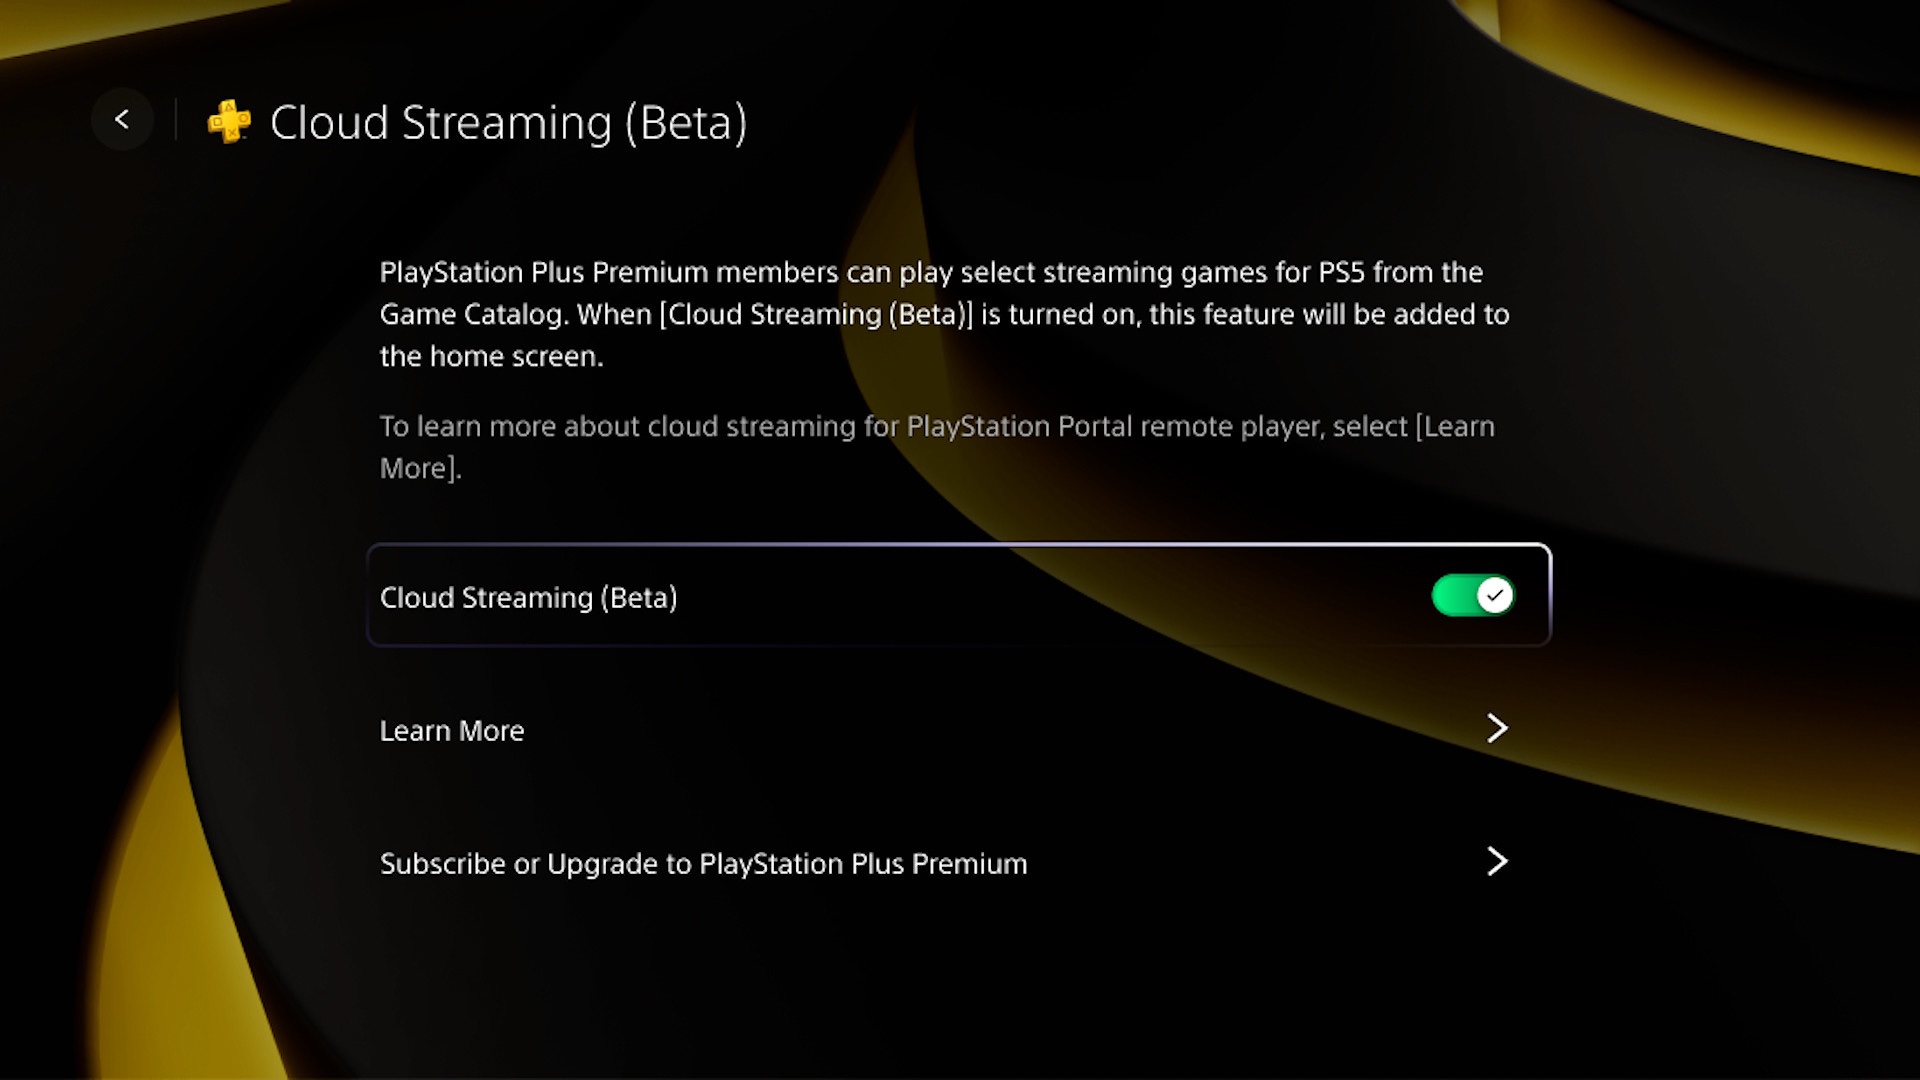 Cloud Streaming (Beta)
PlayStation Plus Premium members can play select streaming games for PS5 from the
Game Catalog. When [Cloud Streaming (Beta)] is turned on, this feature will be added to
the home screen.
To learn more about cloud streaming for PlayStation Portal remote player, select [Learn
More].
Cloud Streaming (Beta)
Learn More
Subscribe or Upgrade to PlayStation Plus Premium